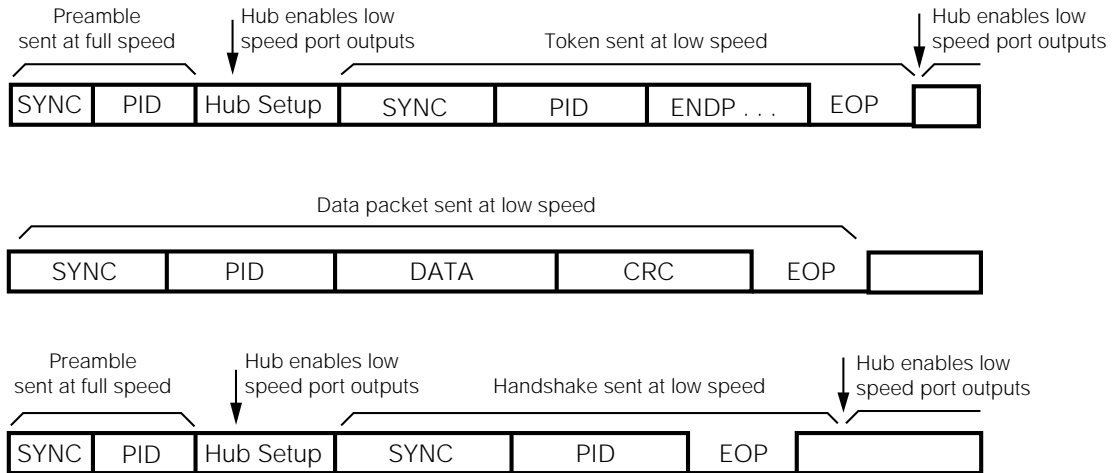 Preamble
sent at full speed
Hub enables low
speed port outputs
Token sent at low speed
Hub enables low
speed port outputs
SYNC PID Hub Setup SYNC PID ENDP . . . EOP
Data packet sent at low speed
SYNC PID DATA CRC EOP
Preamble
sent at full speed
Hub enables low
speed port outputs
Handshake sent at low speed
Hub enables low
speed port outputs
SYNC PID Hub Setup SYNC PID EOP